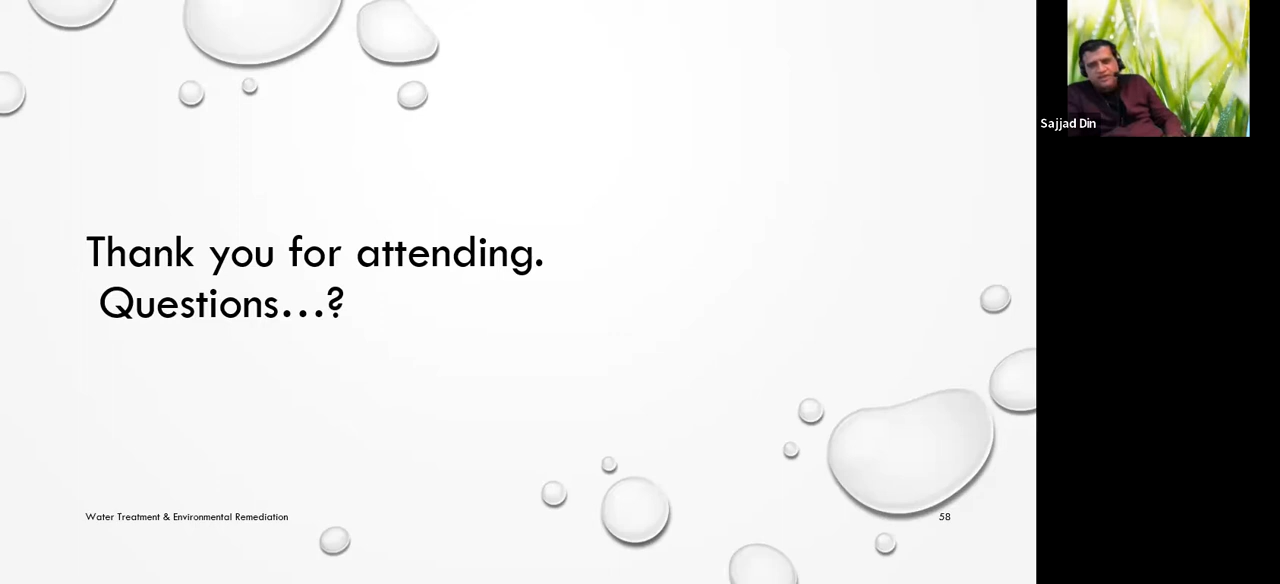 Thank you for attending.
Questions...?
Water Treatment & Environmental Remediation
58
Sajjad Din